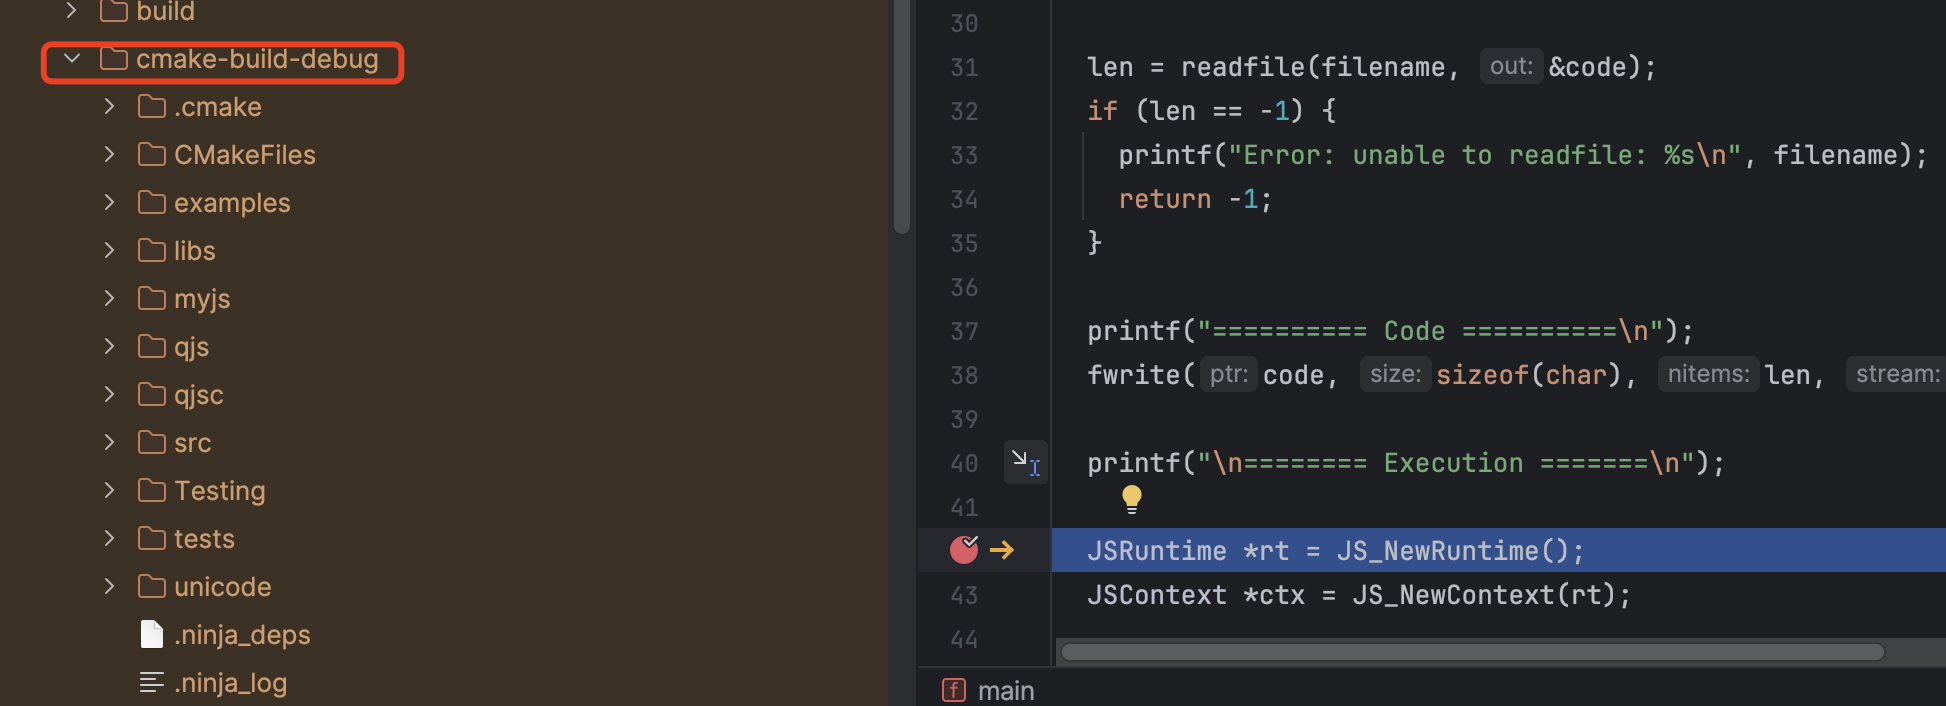 build
cmake-build-debug
.cmake
CMakeFiles
examples
libs
myjs
qjs
qjsc
src
Testing
tests
unicode
.ninja_deps
.ninja_log
30
31 len = readfile(filename, out: &code);
32 if (len == -1) {
33 printf("Error: unable to readfile: %s\n", filename);
34 return -1;
35 }
36
37 printf("========== Code ==========\n");
38 fwrite( ptr: code, size: sizeof(char), nitems: len, stream:
39
40 printf("\n======== Execution =======\n");
41
JSRuntime *rt = JS_NewRuntime();
43 JSContext *ctx = JS_NewContext(rt);
44
f main